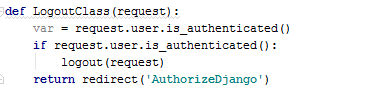 def LogoutClass(request):
    var = request.user.is_authenticated()
    if request.user.is_authenticated():
        logout(request)
    return redirect('AuthorizeDjango')